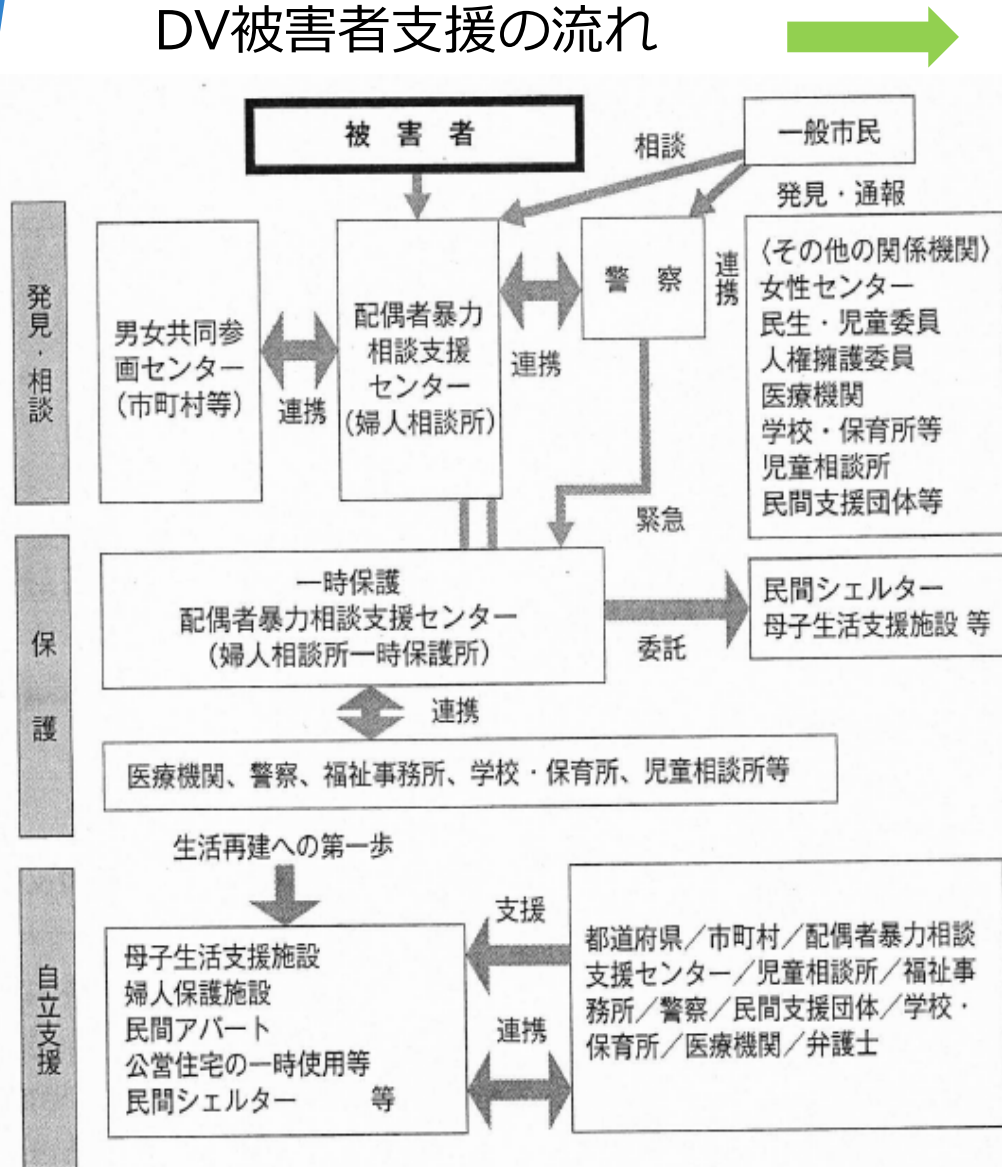 DV被害者支援の流れ
被害者
一般市民
相談
発見・通報
発見・相談
男女共同参
画センター
(市町村等)
連携
配偶者暴力
相談支援
センター
(婦人相談所)
連携
警察
連携
〈その他の関係機関〉
女性センター
民生・児童委員
人権擁護委員
医療機関
学校・保育所等
児童相談所
民間支援団体等
緊急
保護
一時保護
配偶者暴力相談支援センター
(婦人相談所一時保護所)
委託
民間シェルター
母子生活支援施設 等
連携
医療機関、警察、福祉事務所、学校・保育所、児童相談所等
生活再建への第一歩
自立支援
母子生活支援施設
婦人保護施設
民間アパート
公営住宅の一時使用等
民間シェルター 等
支援
連携
都道府県/市町村/配偶者暴力相談
支援センター/児童相談所/福祉事
務所/警察/民間支援団体/学校・
保育所/医療機関/弁護士